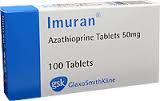 Imuran®
Azathioprine Tablets 50mg
100 Tablets
gsk GlaxoSmithKline